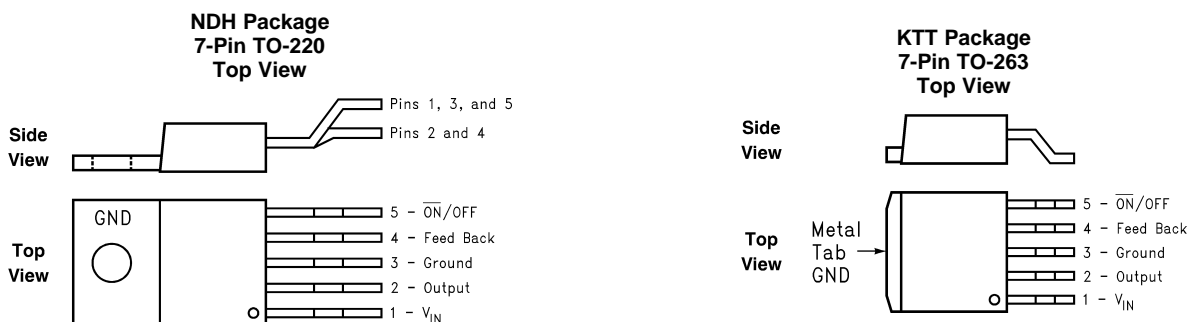 NDH Package
7-Pin TO-220
Top View
Side
View
Pins 1, 3, and 5
Pins 2 and 4
Top
View
GND
5 - O̅N̅/OFF
4 - Feed Back
3 - Ground
2 - Output
1 - VIN
KTT Package
7-Pin TO-263
Top View
Side
View
Top
View
Metal
Tab
GND
5 - O̅N̅/OFF
4 - Feed Back
3 - Ground
2 - Output
1 - VIN